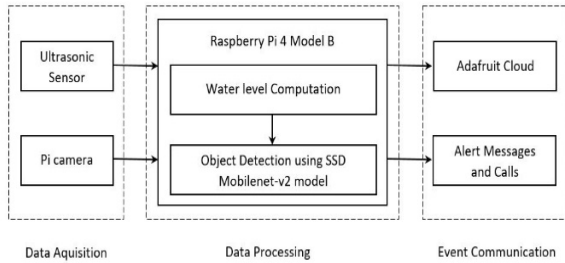 Ultrasonic
Sensor
Pi camera
Raspberry Pi 4 Model B
Water level Computation
Object Detection using SSD
Mobilenet-v2 model
Adafruit Cloud
Alert Messages
and Calls
Data Aquisition
Data Processing
Event Communication